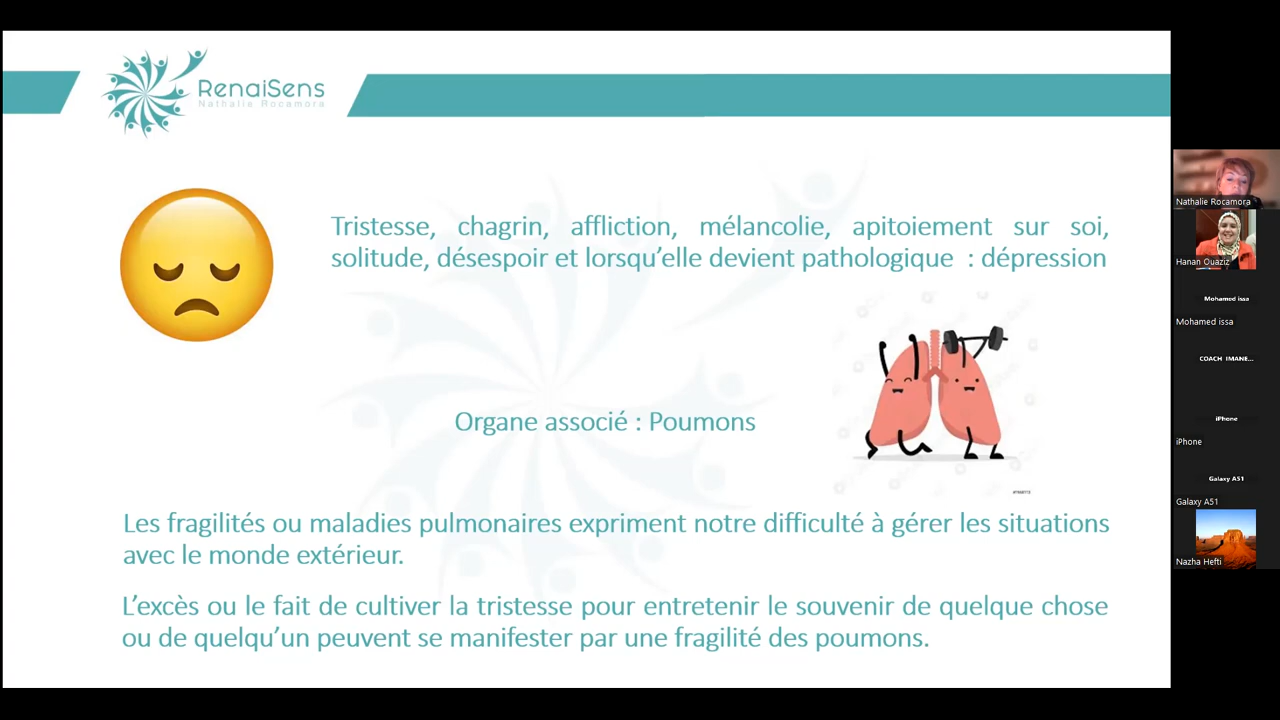 RenaiSens
Nathalie Rocamora
Tristesse, chagrin, affliction, mélancolie, apitoiement sur soi,
solitude, désespoir et lorsqu’elle devient pathologique : dépression
Organe associé : Poumons
Les fragilités ou maladies pulmonaires expriment notre difficulté à gérer les situations
avec le monde extérieur.
L’excès ou le fait de cultiver la tristesse pour entretenir le souvenir de quelque chose
ou de quelqu’un peuvent se manifester par une fragilité des poumons.
Nathalie Rocamora
Hanan Ouaziz
Mohamed issa
Mohamed issa
COACH IMANE...
iPhone
iPhone
Galaxy A51
Galaxy A51
Nazha Hefti